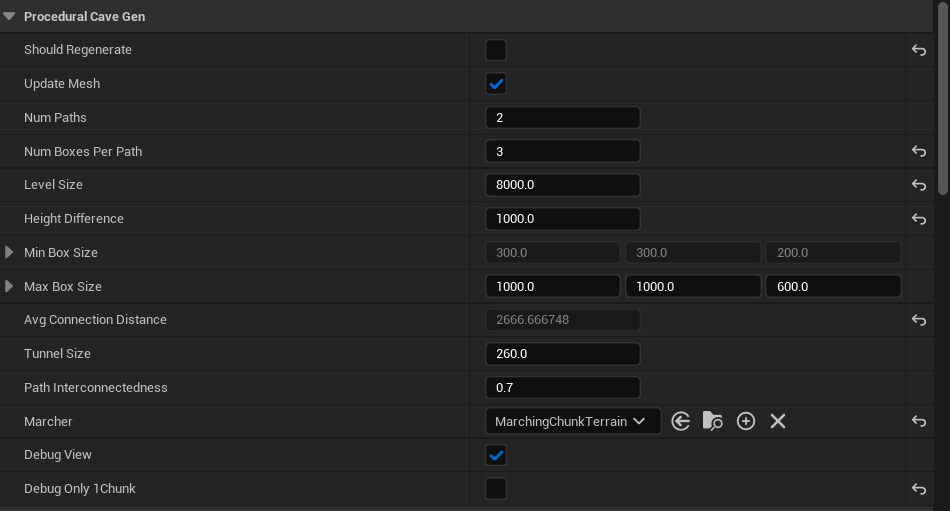 Procedural Cave Gen
Should Regenerate
Update Mesh
Num Paths 2
Num Boxes Per Path 3
Level Size 8000.0
Height Difference 1000.0
Min Box Size 300.0 300.0 200.0
Max Box Size 1000.0 1000.0 600.0
Avg Connection Distance 2666.666748
Tunnel Size 260.0
Path Interconnectedness 0.7
Marcher MarchingChunkTerrain
Debug View
Debug Only 1Chunk